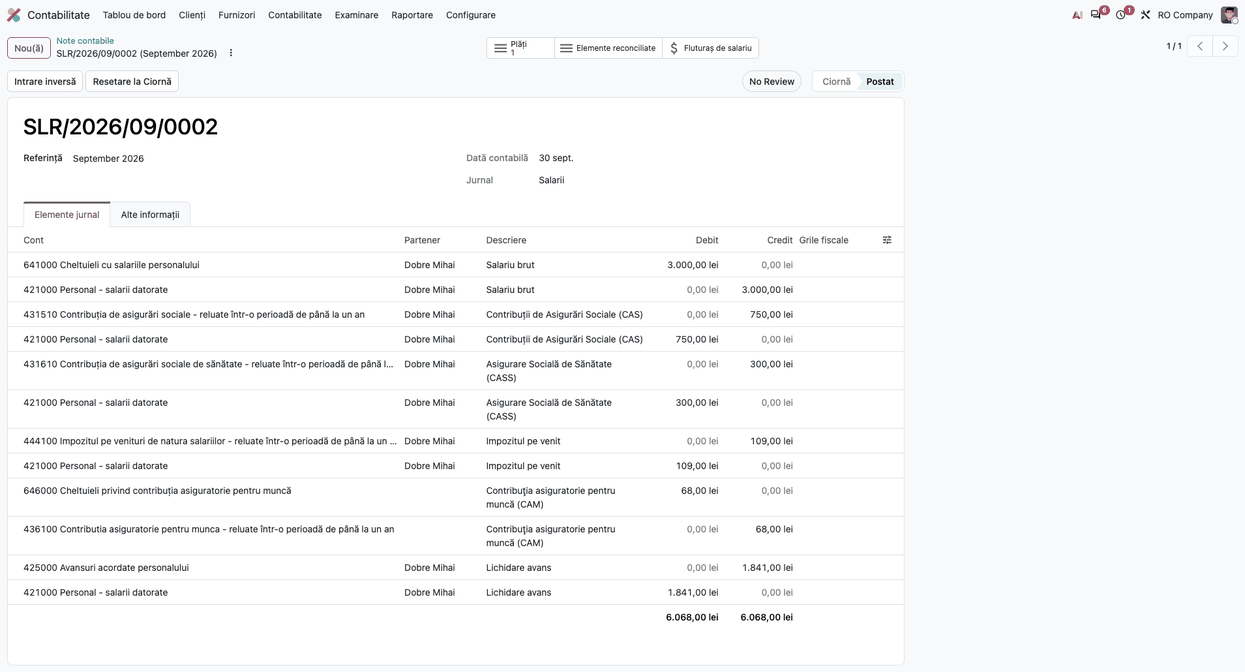 Contabilitate Tablou de bord Clienți Furnizori Contabilitate Examinare Raportare Configurare AI 6 1 RO Company
Nou(ă) Note contabile
SLR/2026/09/0002 (September 2026)
Plăți
1
Elemente reconciliate
Fluturaș de salariu
1 / 1
Intrare inversă Resetare la Ciornă No Review Ciornă Postat
SLR/2026/09/0002
Referință September 2026 Dată contabilă 30 sept.
Jurnal Salarii
Elemente jurnal Alte informații
Cont Partener Descriere Debit Credit Grile fiscale
641000 Cheltuieli cu salariile personalului Dobre Mihai Salariu brut 3.000,00 lei 0,00 lei
421000 Personal - salarii datorate Dobre Mihai Salariu brut 0,00 lei 3.000,00 lei
431510 Contribuția de asigurări sociale - reluate într-o perioadă de până la un an Dobre Mihai Contribuții de Asigurări Sociale (CAS) 0,00 lei 750,00 lei
421000 Personal - salarii datorate Dobre Mihai Contribuții de Asigurări Sociale (CAS) 750,00 lei 0,00 lei
431610 Contribuția de asigurări sociale de sănătate - reluate într-o perioadă de până l... Dobre Mihai Asigurare Socială de Sănătate 0,00 lei 300,00 lei
(CASS)
421000 Personal - salarii datorate Dobre Mihai Asigurare Socială de Sănătate 300,00 lei 0,00 lei
(CASS)
444100 Impozitul pe venituri de natura salariilor - reluate într-o perioadă de până la un ... Dobre Mihai Impozitul pe venit 0,00 lei 109,00 lei
421000 Personal - salarii datorate Dobre Mihai Impozitul pe venit 109,00 lei 0,00 lei
646000 Cheltuieli privind contribuția asiguratorie pentru muncă Contribuţia asiguratorie pentru 68,00 lei 0,00 lei
muncă (CAM)
436100 Contributia asiguratorie pentru munca - reluate într-o perioadă de până la un an Contribuţia asiguratorie pentru 0,00 lei 68,00 lei
muncă (CAM)
425000 Avansuri acordate personalului Dobre Mihai Lichidare avans 0,00 lei 1.841,00 lei
421000 Personal - salarii datorate Dobre Mihai Lichidare avans 1.841,00 lei 0,00 lei
6.068,00 lei 6.068,00 lei